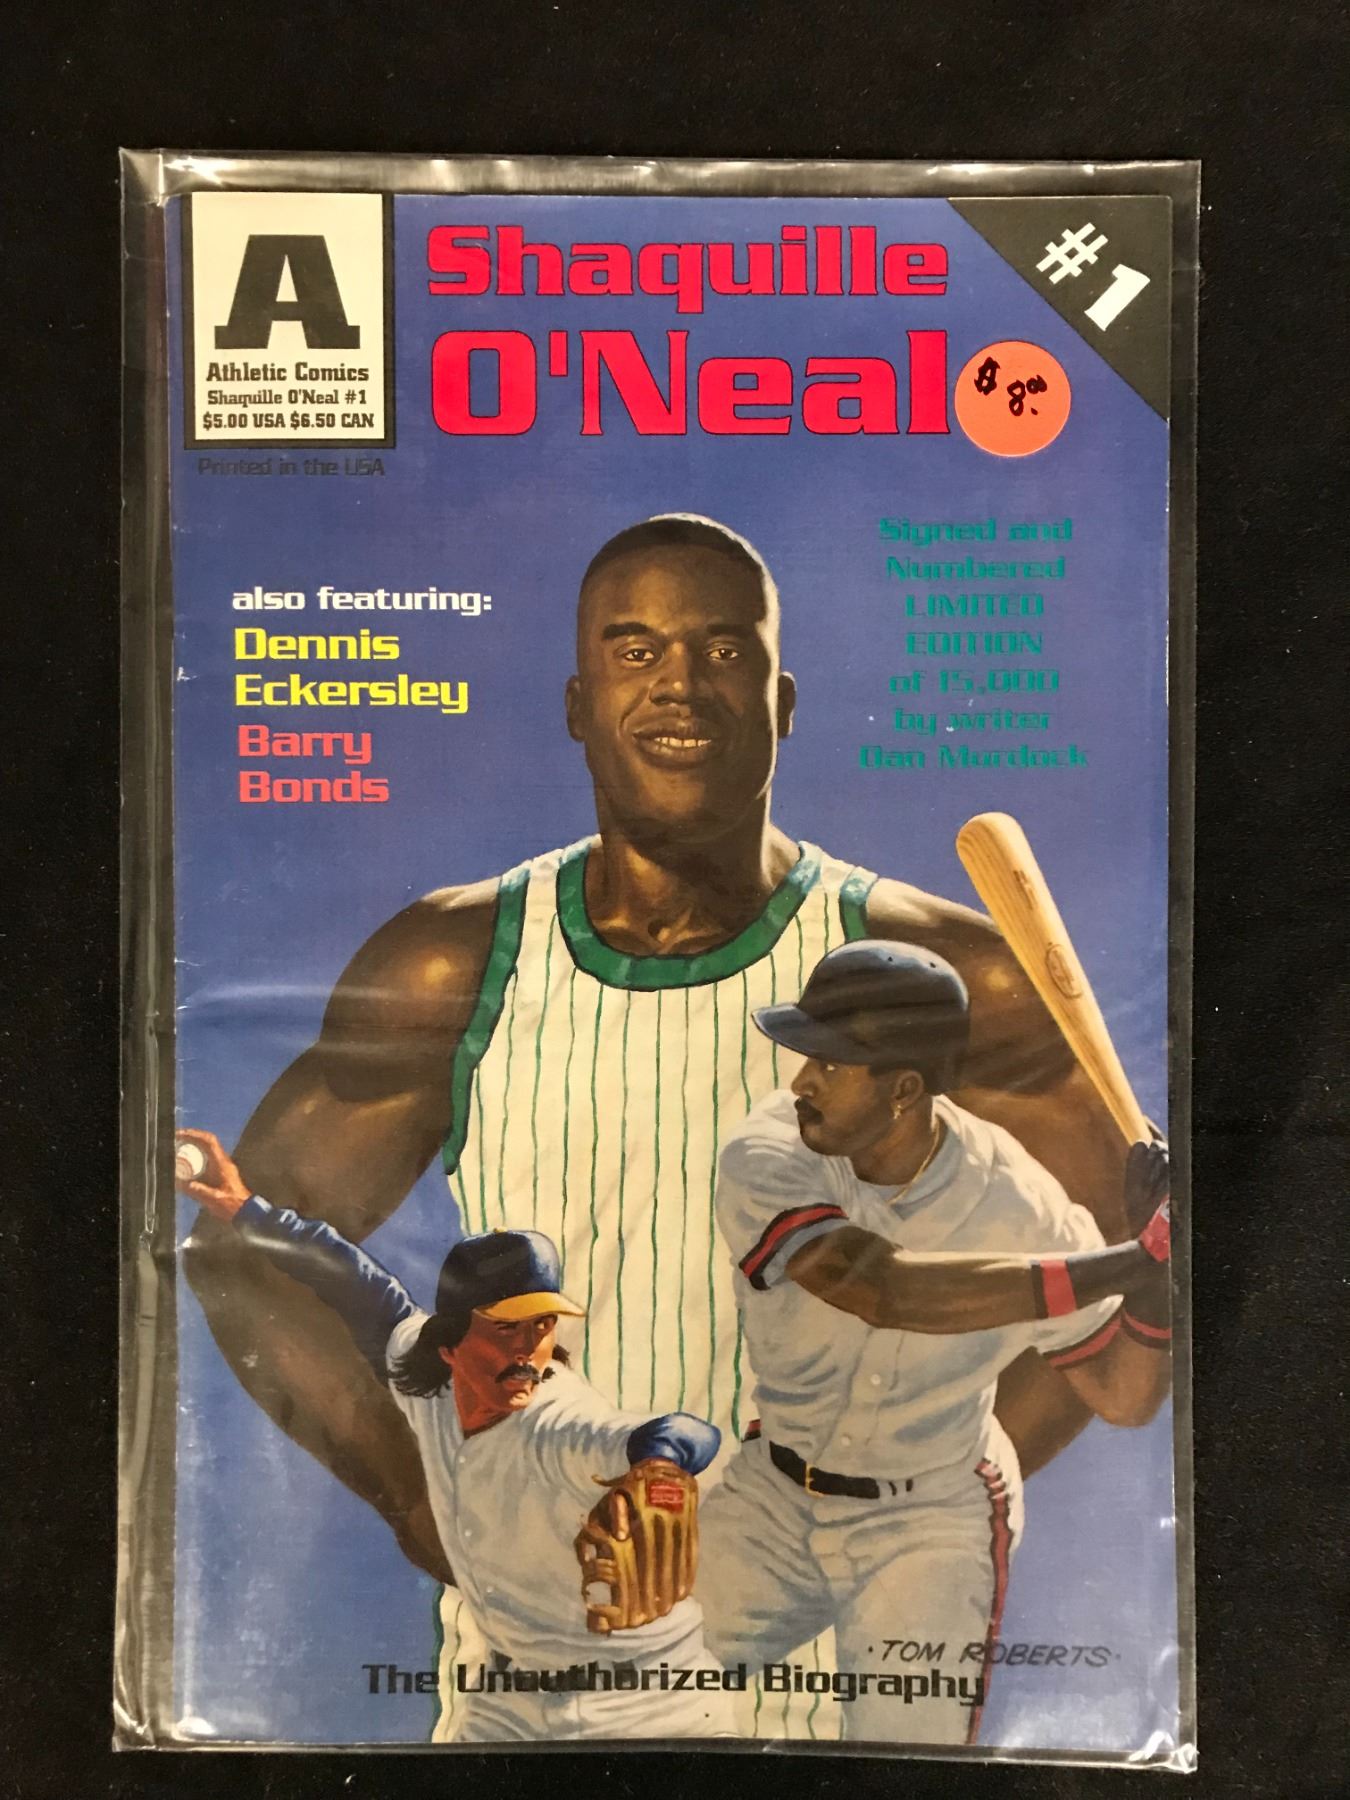 A
Athletic Comics
Shaquille O'Neal #1
$5.00 USA $6.50 CAN
Printed in the USA
Shaquille
O'Neal
#1
$8.00
Signed and
Numbered
LIMITED
EDITION
of 15,000
by writer
Dan Murdock
also featuring:
Dennis
Eckersley
Barry
Bonds
·TOM ROBERTS·
The Unauthorized Biography